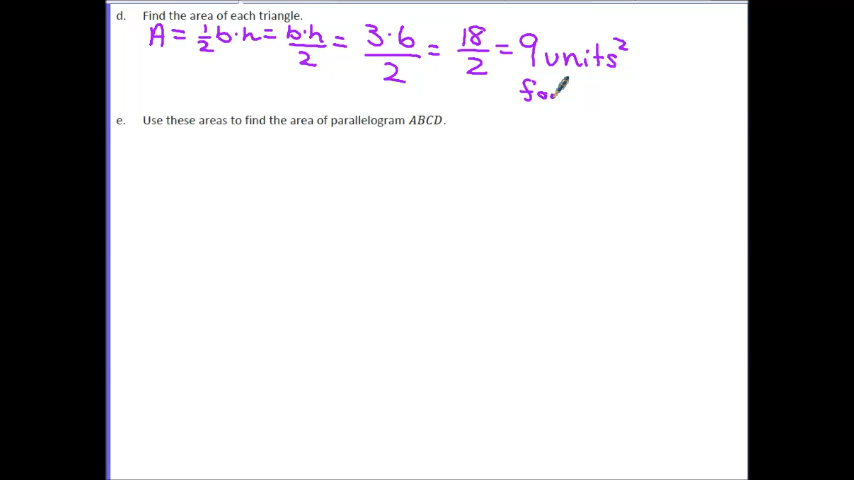 d. Find the area of each triangle.
A = 1/2 b·h = b·h/2 = 3·6/2 = 18/2 = 9 units²
e. Use these areas to find the area of parallelogram ABCD.